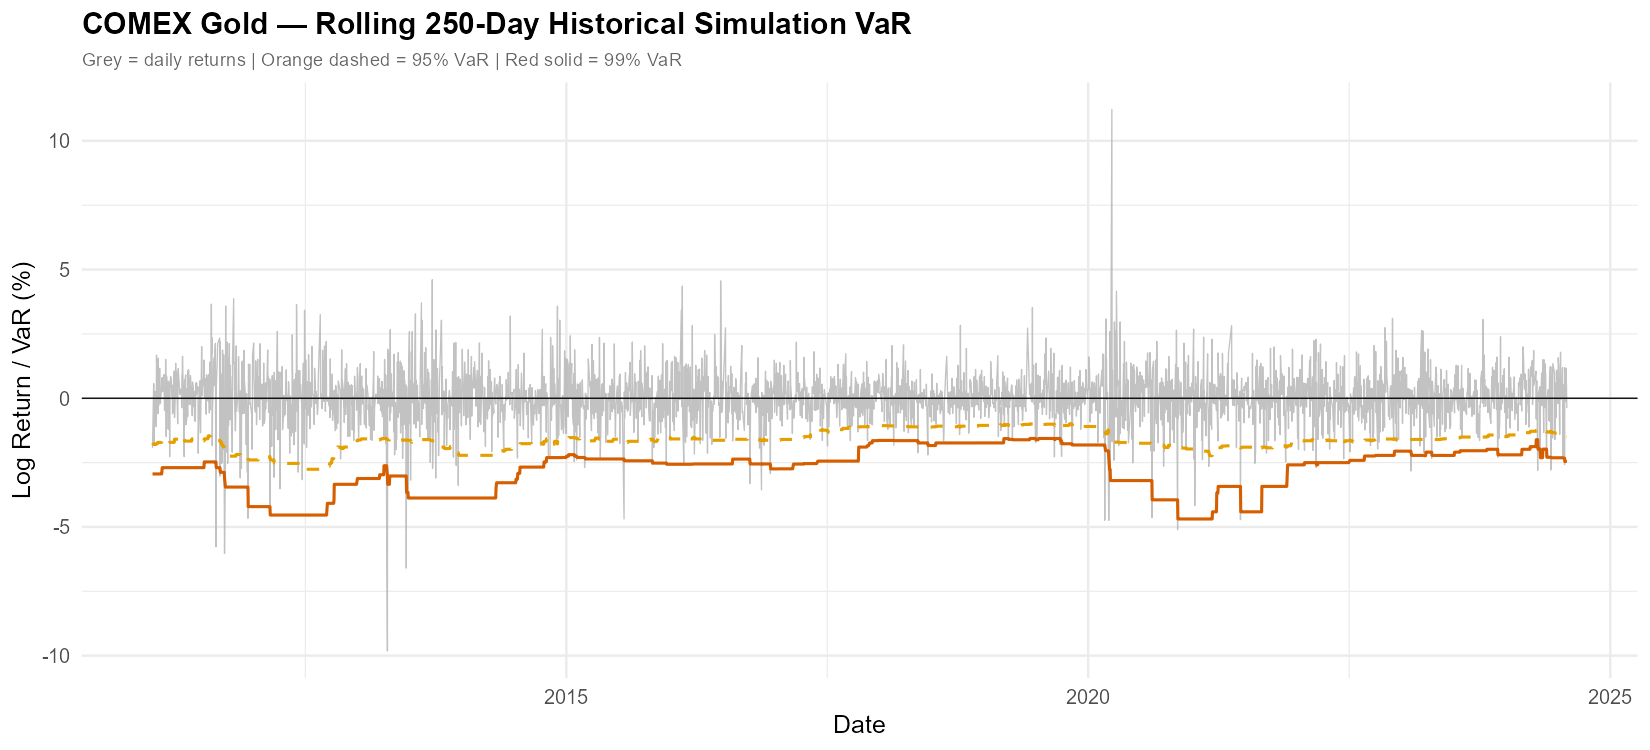 COMEX Gold — Rolling 250-Day Historical Simulation VaR
Grey = daily returns | Orange dashed = 95% VaR | Red solid = 99% VaR
Log Return / VaR (%)
10
5
0
-5
-10
2015
2020
2025
Date